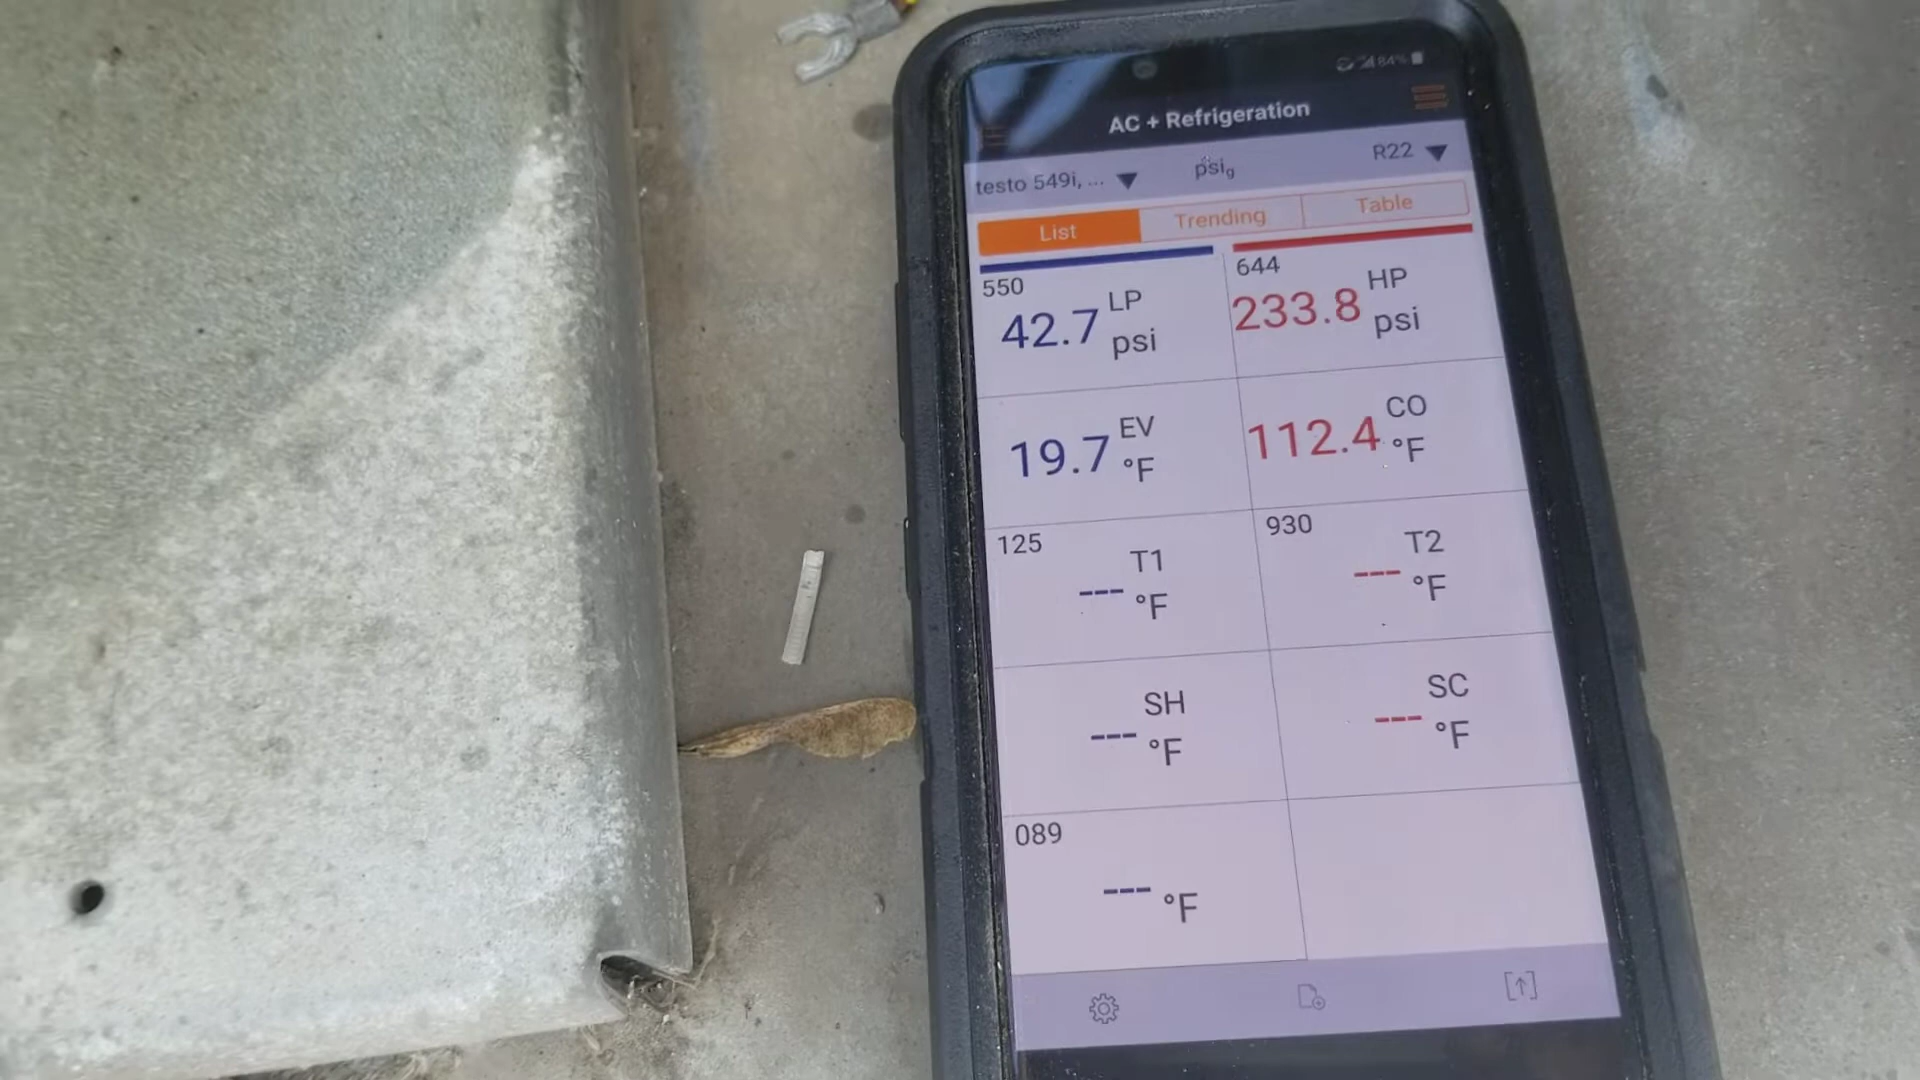 84%
AC + Refrigeration
testo 549i, ... psig R22
List Trending Table
550 42.7 LP psi
644 233.8 HP psi
19.7 EV °F
112.4 CO °F
125 --- T1 °F
930 --- T2 °F
--- SH °F
--- SC °F
089 --- °F